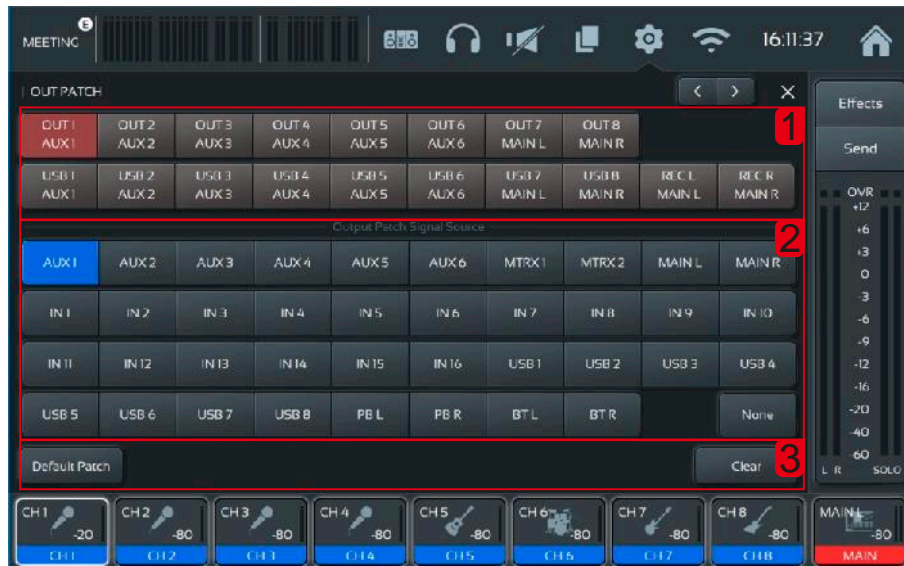 MEETING E 16:11:37
OUT PATCH < > X
OUT 1 OUT 2 OUT 3 OUT 4 OUT 5 OUT 6 OUT 7 OUT 8 1
AUX 1 AUX 2 AUX 3 AUX 4 AUX 5 AUX 6 MAIN L MAIN R
USB 1 USB 2 USB 3 USB 4 USB 5 USB 6 USB 7 USB 8 REC L REC R
AUX 1 AUX 2 AUX 3 AUX 4 AUX 5 AUX 6 MAIN L MAIN R MAIN L MAIN R
Output Patch Signal Source 2
AUX 1 AUX 2 AUX 3 AUX 4 AUX 5 AUX 6 MTRX 1 MTRX 2 MAIN L MAIN R
IN 1 IN 2 IN 3 IN 4 IN 5 IN 6 IN 7 IN 8 IN 9 IN 10
IN 11 IN 12 IN 13 IN 14 IN 15 IN 16 USB 1 USB 2 USB 3 USB 4
USB 5 USB 6 USB 7 USB 8 PB L PB R BT L BT R None
Default Patch Clear 3
Effects
Send
OVR
+12
+6
+3
0
-3
-6
-9
-12
-16
-20
-40
-60
L R SOLO
CH 1 CH 2 CH 3 CH 4 CH 5 CH 6 CH 7 CH 8 MAIN L
-20 -80 -80 -80 -80 -80 -80 -80 -80
CH 1 CH 2 CH 3 CH 4 CH 5 CH 6 CH 7 CH 8 MAIN